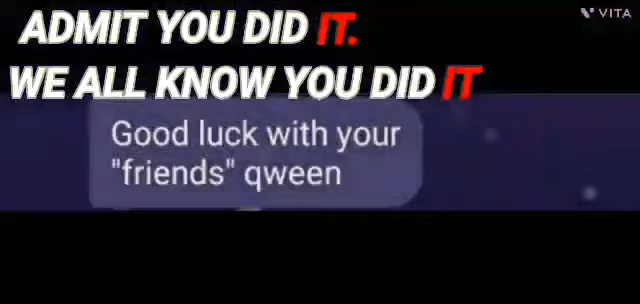 ADMIT YOU DID IT.
VITA
WE ALL KNOW YOU DID IT
Good luck with your
"friends" qween